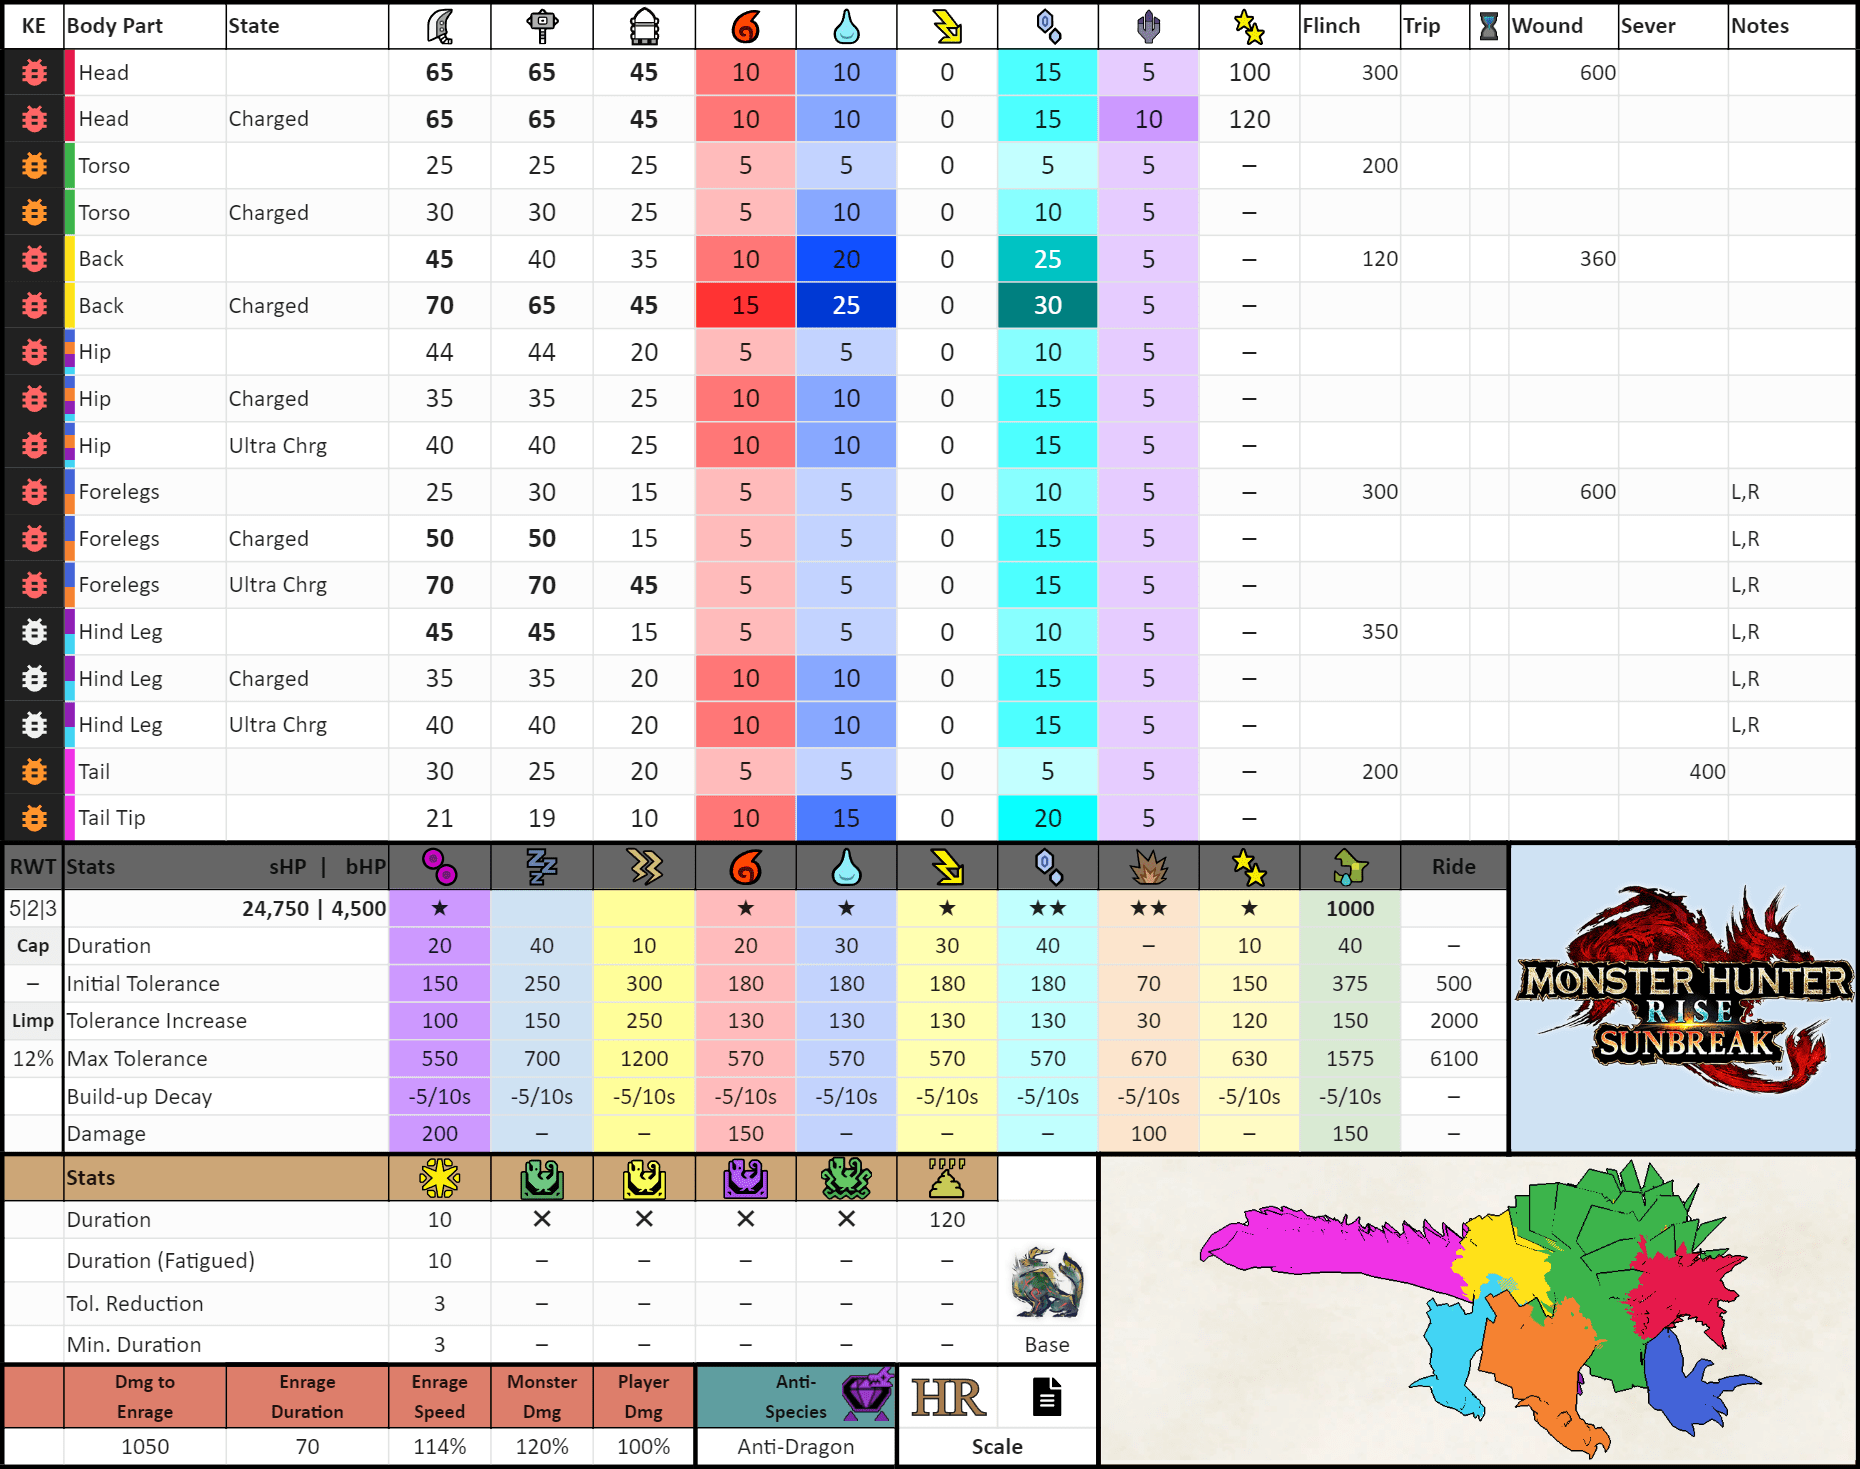 KE Body Part State Flinch Trip Wound Sever Notes
Head 65 65 45 10 10 0 15 5 100 300 600
Head Charged 65 65 45 10 10 0 15 10 120
Torso 25 25 25 5 5 0 5 5 – 200
Torso Charged 30 30 25 5 10 0 10 5 –
Back 45 40 35 10 20 0 25 5 – 120 360
Back Charged 70 65 45 15 25 0 30 5 –
Hip 44 44 20 5 5 0 10 5 –
Hip Charged 35 35 25 10 10 0 15 5 –
Hip Ultra Chrg 40 40 25 10 10 0 15 5 –
Forelegs 25 30 15 5 5 0 10 5 – 300 600 L,R
Forelegs Charged 50 50 15 5 5 0 15 5 – L,R
Forelegs Ultra Chrg 70 70 45 5 5 0 15 5 – L,R
Hind Leg 45 45 15 5 5 0 10 5 – 350 L,R
Hind Leg Charged 35 35 20 10 10 0 15 5 – L,R
Hind Leg Ultra Chrg 40 40 20 10 10 0 15 5 – L,R
Tail 30 25 20 5 5 0 5 5 – 200 400
Tail Tip 21 19 10 10 15 0 20 5 –
RWT Stats sHP | bHP Ride
5|2|3 24,750 | 4,500 ★ ★ ★ ★ ★★ ★★ ★ 1000
Cap Duration 20 40 10 20 30 30 40 – 10 40 –
– Initial Tolerance 150 250 300 180 180 180 180 70 150 375 500
Limp Tolerance Increase 100 150 250 130 130 130 130 30 120 150 2000
12% Max Tolerance 550 700 1200 570 570 570 570 670 630 1575 6100
Build-up Decay -5/10s -5/10s -5/10s -5/10s -5/10s -5/10s -5/10s -5/10s -5/10s -5/10s –
Damage 200 – – 150 – – – 100 – 150 –
MONSTER HUNTER
RISE
SUNBREAK
™
Stats
Duration 10 ✕ ✕ ✕ ✕ 120
Duration (Fatigued) 10 – – – – –
Tol. Reduction 3 – – – – –
Min. Duration 3 – – – – – Base
Dmg to Enrage Enrage Monster Player Anti-
Enrage Duration Speed Dmg Dmg Species HR
1050 70 114% 120% 100% Anti-Dragon Scale